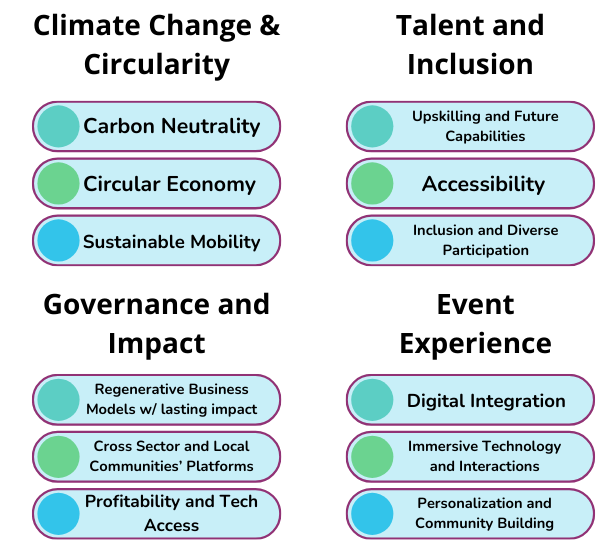 Climate Change &
Circularity
Carbon Neutrality
Circular Economy
Sustainable Mobility
Talent and
Inclusion
Upskilling and Future
Capabilities
Accessibility
Inclusion and Diverse
Participation
Governance and
Impact
Regenerative Business
Models w/ lasting impact
Cross Sector and Local
Communities’ Platforms
Profitability and Tech
Access
Event
Experience
Digital Integration
Immersive Technology
and Interactions
Personalization and
Community Building